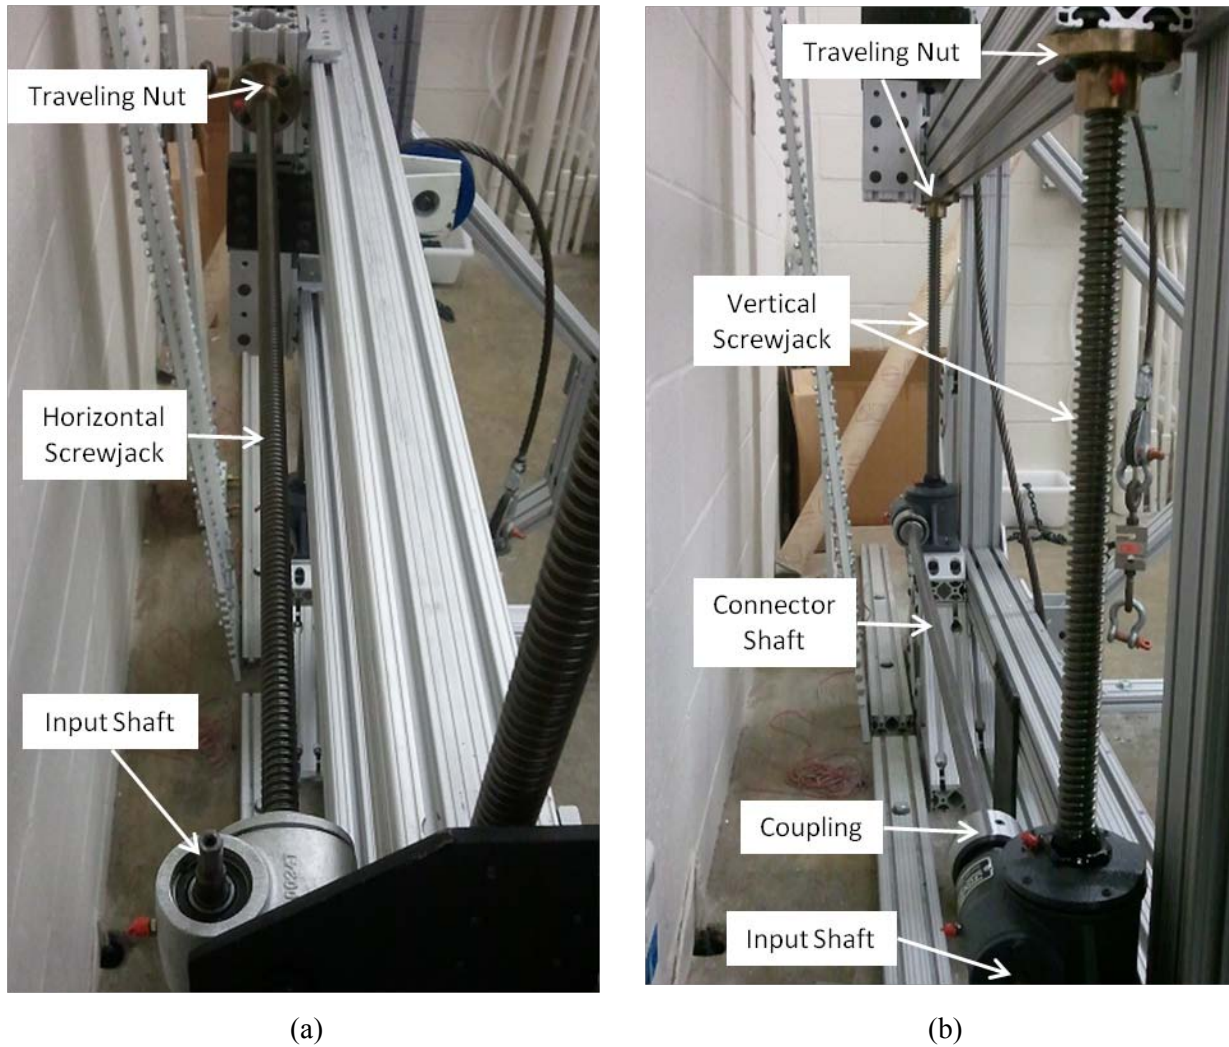 Traveling Nut
Horizontal
Screwjack
Input Shaft
(a)
Traveling Nut
Vertical
Screwjack
Connector
Shaft
Coupling
Input Shaft
(b)